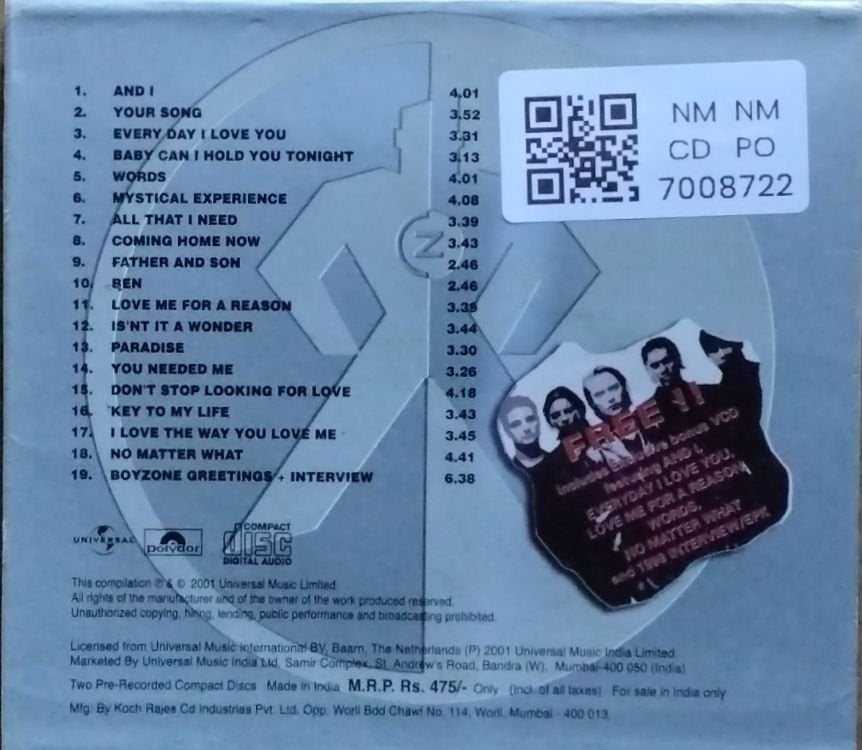 1. AND I 4.01
2. YOUR SONG 3.52
3. EVERY DAY I LOVE YOU 3.31
4. BABY CAN I HOLD YOU TONIGHT 3.13
5. WORDS 4.01
6. MYSTICAL EXPERIENCE 4.08
7. ALL THAT I NEED 3.39
8. COMING HOME NOW 3.43
9. FATHER AND SON 2.46
10. BEN 2.46
11. LOVE ME FOR A REASON
12. IS'NT IT A WONDER 3.44
13. PARADISE 3.30
14. YOU NEEDED ME 3.26
15. DON'T STOP LOOKING FOR LOVE 4.18
16. KEY TO MY LIFE 3.43
17. I LOVE THE WAY YOU LOVE ME 3.45
18. NO MATTER WHAT 4.41
19. BOYZONE GREETINGS + INTERVIEW 6.38
NM NM
CD PO
7008722
Z
FREE !!
Includes Exclusive bonus VCD
featuring AND I,
EVERYDAY I LOVE YOU,
LOVE ME FOR A REASON
WORDS,
NO MATTER WHAT
and 1998 INTERVIEW/EPK
UNIVERSAL
polydor
COMPACT
disc
DIGITAL AUDIO
This compilation ℗ & © 2001 Universal Music Limited.
All rights of the manufacturer and of the owner of the work produced reserved.
Unauthorized copying, hiring, lending, public performance and broadcasting prohibited.
Licensed from Universal Music International BV, Baarn, The Netherlands (P) 2001 Universal Music India Limited.
Marketed By Universal Music India Ltd, Samir Complex, St. Andrew's Road, Bandra (W), Mumbai-400 050 (India)
Two Pre-Recorded Compact Discs Made in India M.R.P. Rs. 475/- Only (incl. of all taxes) For sale in India only
Mfg. By Koch Rajes Cd Industries Pvt. Ltd. Opp. Worli Bdd Chawl No. 114, Worli, Mumbai - 400 013.